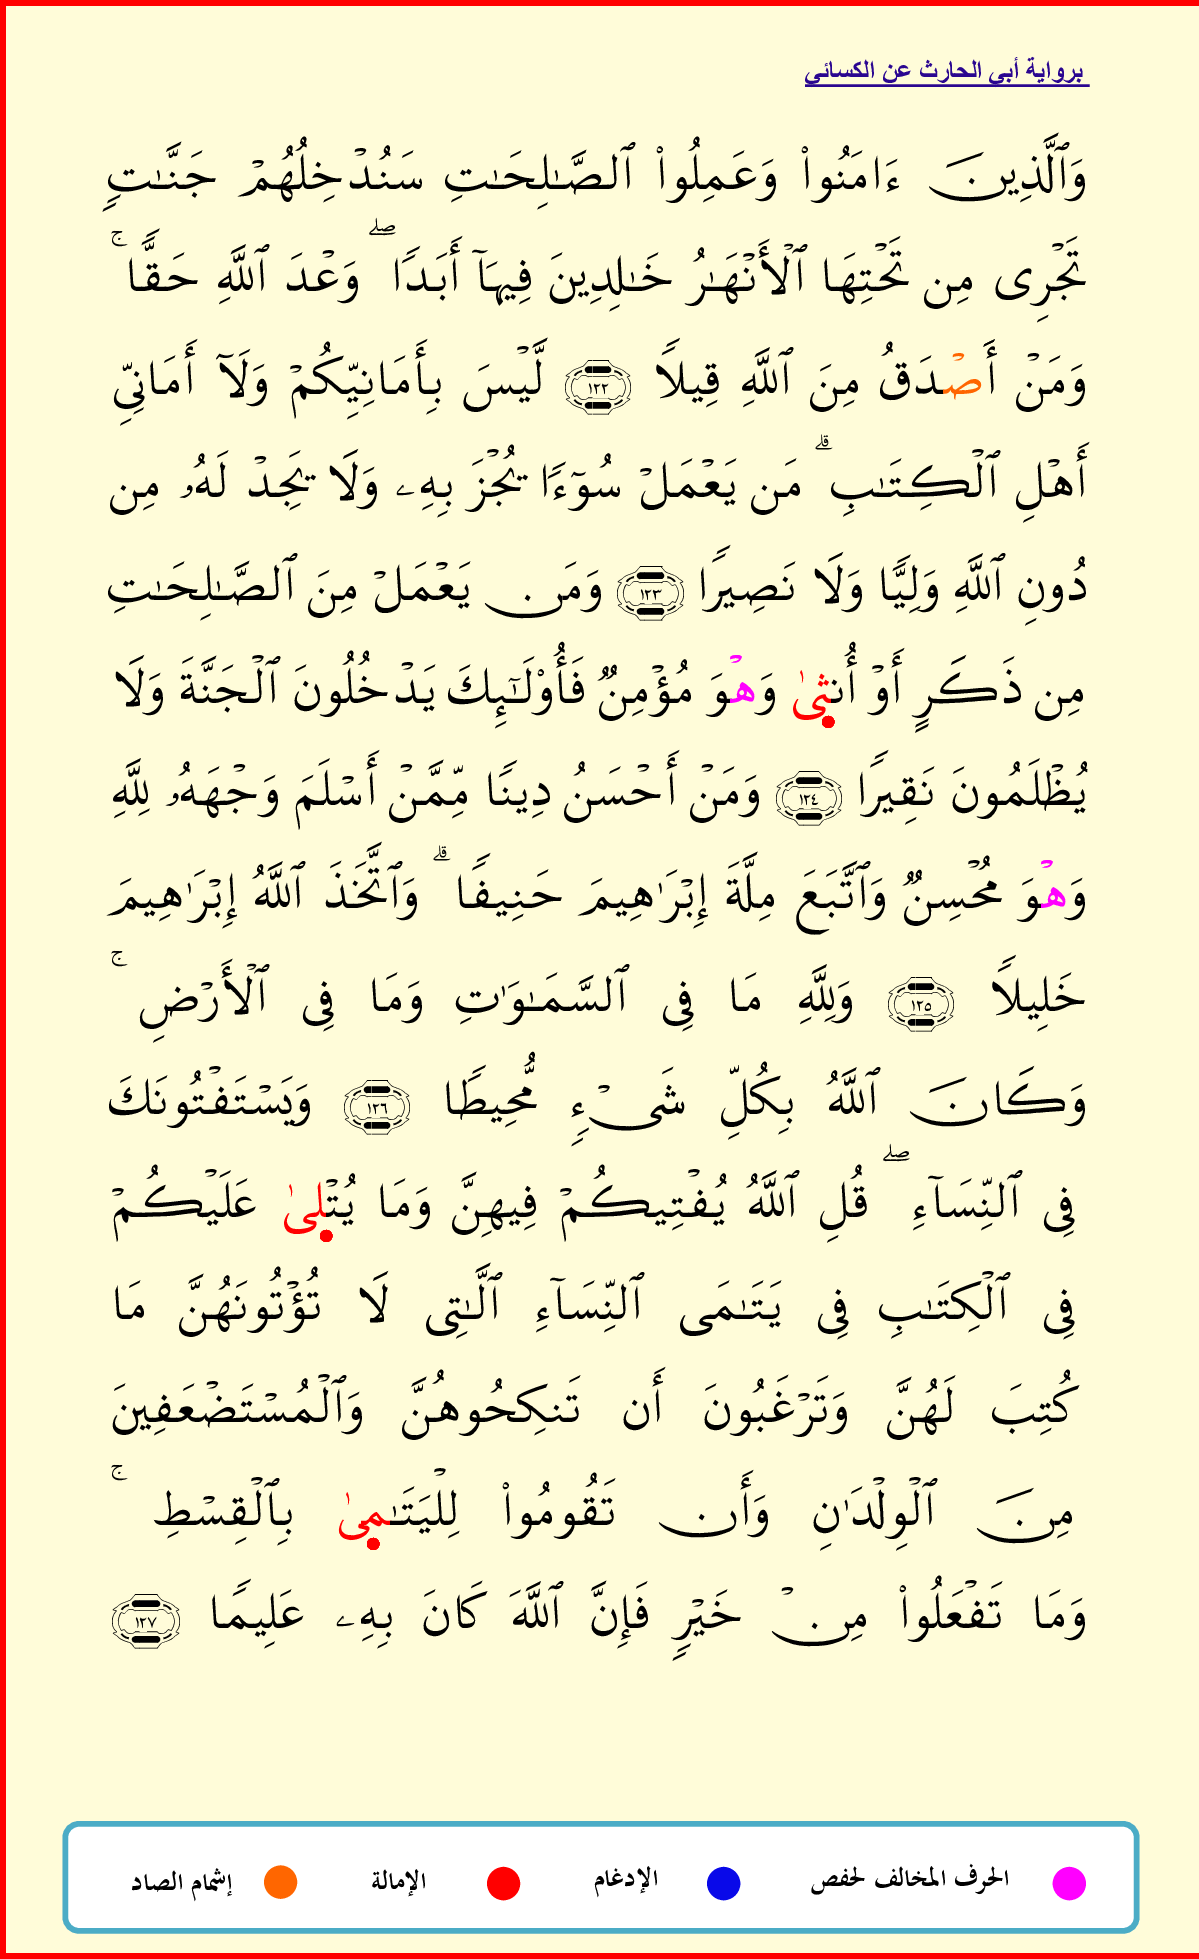 برواية أبي الحارث عن الكسائي
وَٱلَّذِينَ ءَامَنُوا۟ وَعَمِلُوا۟ ٱلصَّـٰلِحَـٰتِ سَنُدْخِلُهُمْ جَنَّـٰتٍ
تَجْرِى مِن تَحْتِهَا ٱلْأَنْهَـٰرُ خَـٰلِدِينَ فِيهَآ أَبَدًا ۖ وَعْدَ ٱللَّهِ حَقًّا ۚ
وَمَنْ أَصْدَقُ مِنَ ٱللَّهِ قِيلًا ١٢٢ لَّيْسَ بِأَمَانِيِّكُمْ وَلَآ أَمَانِىِّ
أَهْلِ ٱلْكِتَـٰبِ ۗ مَن يَعْمَلْ سُوٓءًا يُجْزَ بِهِۦ وَلَا يَجِدْ لَهُۥ مِن
دُونِ ٱللَّهِ وَلِيًّا وَلَا نَصِيرًا ١٢٣ وَمَن يَعْمَلْ مِنَ ٱلصَّـٰلِحَـٰتِ
مِن ذَكَرٍ أَوْ أُنثِىٰ وَهْوَ مُؤْمِنٌ فَأُو۟لَـٰٓئِكَ يَدْخُلُونَ ٱلْجَنَّةَ وَلَا
يُظْلَمُونَ نَقِيرًا ١٢٤ وَمَنْ أَحْسَنُ دِينًا مِّمَّنْ أَسْلَمَ وَجْهَهُۥ لِلَّهِ
وَهْوَ مُحْسِنٌ وَٱتَّبَعَ مِلَّةَ إِبْرَٰهِيمَ حَنِيفًا ۗ وَٱتَّخَذَ ٱللَّهُ إِبْرَٰهِيمَ
خَلِيلًا ١٢٥ وَلِلَّهِ مَا فِى ٱلسَّمَـٰوَٰتِ وَمَا فِى ٱلْأَرْضِ ۚ
وَكَانَ ٱللَّهُ بِكُلِّ شَىْءٍ مُّحِيطًا ١٢٦ وَيَسْتَفْتُونَكَ
فِى ٱلنِّسَآءِ ۖ قُلِ ٱللَّهُ يُفْتِيكُمْ فِيهِنَّ وَمَا يُتْلِىٰ عَلَيْكُمْ
فِى ٱلْكِتَـٰبِ فِى يَتَـٰمَى ٱلنِّسَآءِ ٱلَّـٰتِى لَا تُؤْتُونَهُنَّ مَا
كُتِبَ لَهُنَّ وَتَرْغَبُونَ أَن تَنكِحُوهُنَّ وَٱلْمُسْتَضْعَفِينَ
مِنَ ٱلْوِلْدَٰنِ وَأَن تَقُومُوا۟ لِلْيَتَـٰمِىٰ بِٱلْقِسْطِ ۚ
وَمَا تَفْعَلُوا۟ مِنْ خَيْرٍ فَإِنَّ ٱللَّهَ كَانَ بِهِۦ عَلِيمًا ١٢٧
الحرف المخالف لحفص الإدغام الإمالة إشمام الصاد